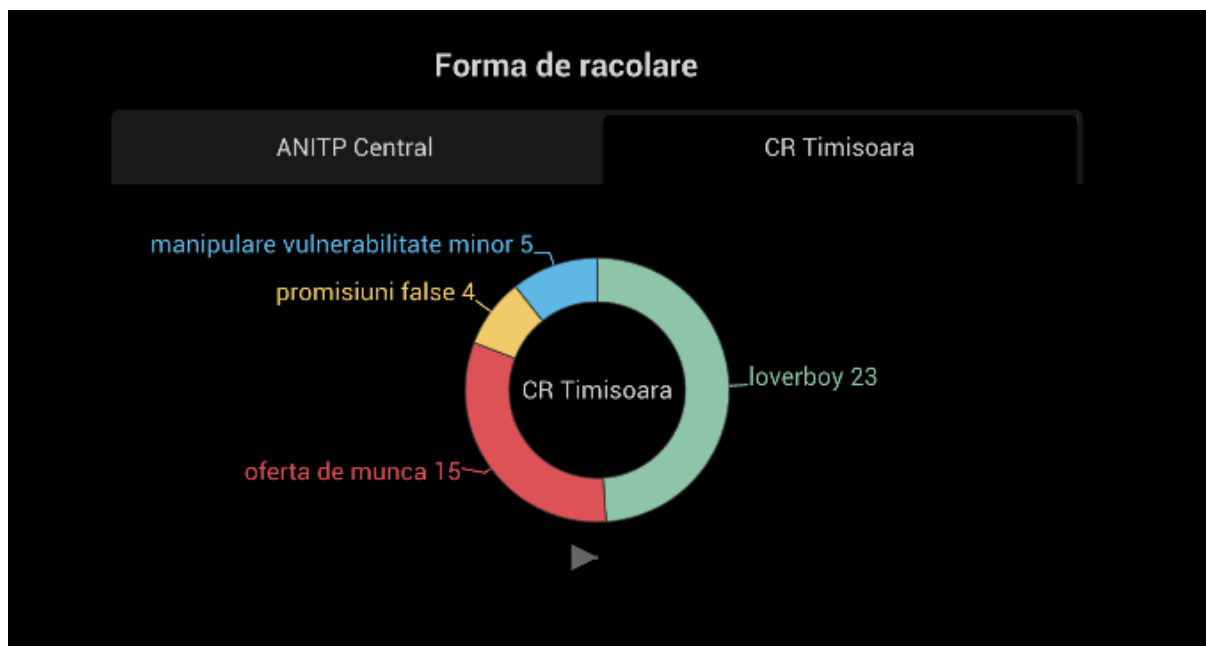 Forma de racolare
ANITP Central
CR Timisoara
manipulare vulnerabilitate minor 5
promisiuni false 4
CR Timisoara
loverboy 23
oferta de munca 15